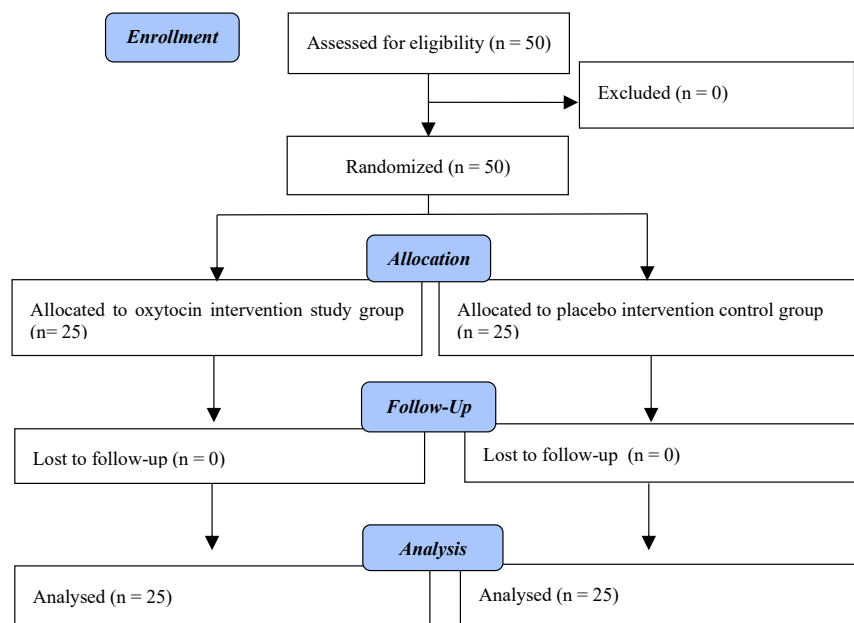 Enrollment
Assessed for eligibility (n = 50)
Excluded (n = 0)
Randomized (n = 50)
Allocation
Allocated to oxytocin intervention study group
(n= 25)
Allocated to placebo intervention control group
(n = 25)
Follow-Up
Lost to follow-up (n = 0)
Lost to follow-up (n = 0)
Analysis
Analysed (n = 25)
Analysed (n = 25)